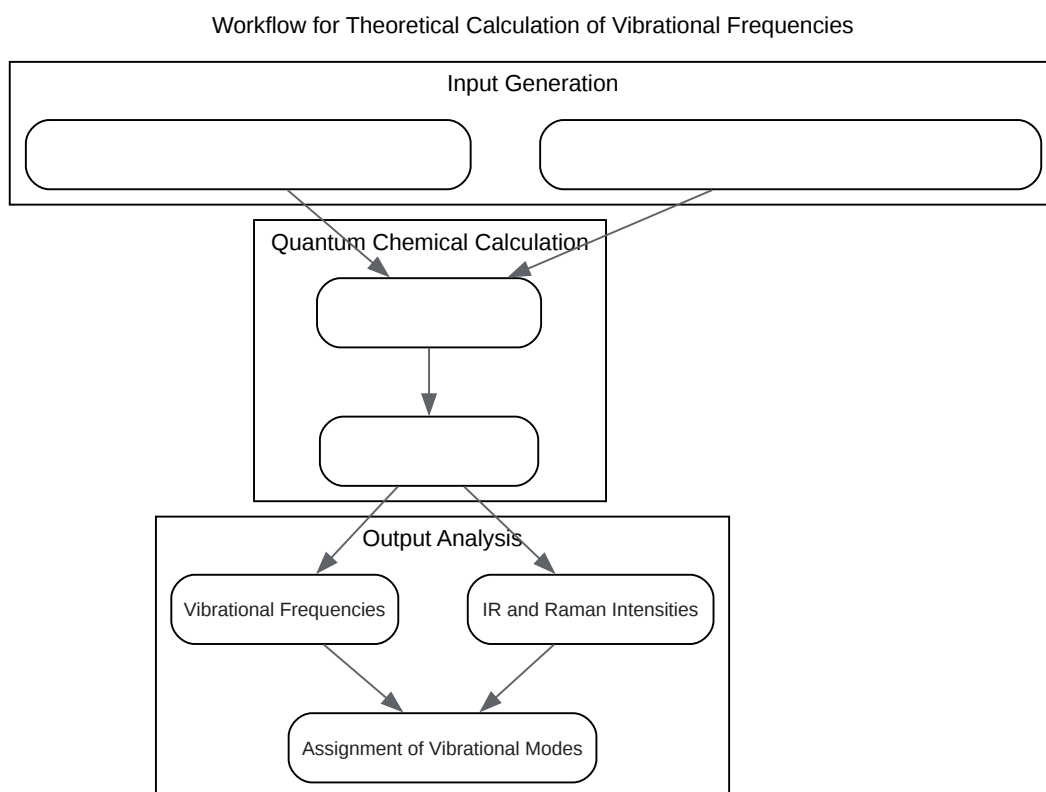 Workflow for Theoretical Calculation of Vibrational Frequencies
Input Generation
Quantum Chemical Calculation
Output Analysis
Vibrational Frequencies
IR and Raman Intensities
Assignment of Vibrational Modes